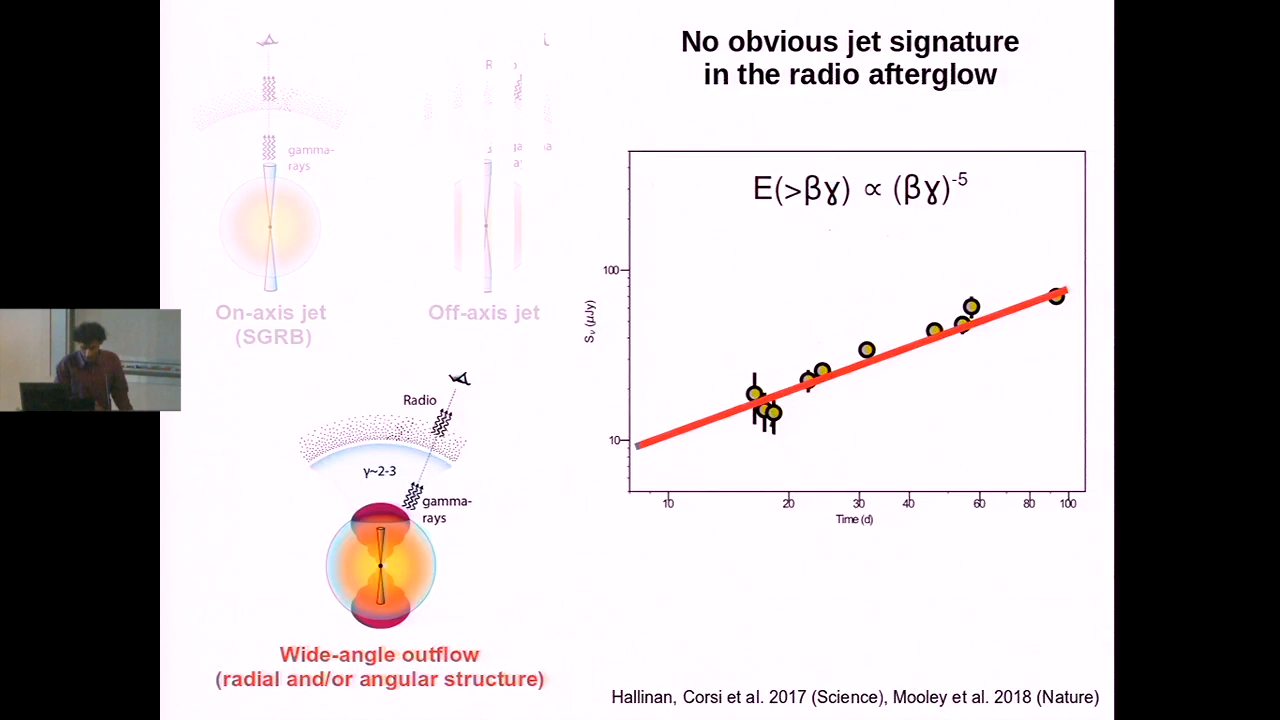 No obvious jet signature
in the radio afterglow
gamma-
rays
On-axis jet
(SGRB)
Off-axis jet
Radio
γ~2-3
gamma-
rays
Wide-angle outflow
(radial and/or angular structure)
E(>βγ) ∝ (βγ)-5
Sν (μJy)
100
10
10
20
30
40
60
80
100
Time (d)
Hallinan, Corsi et al. 2017 (Science), Mooley et al. 2018 (Nature)